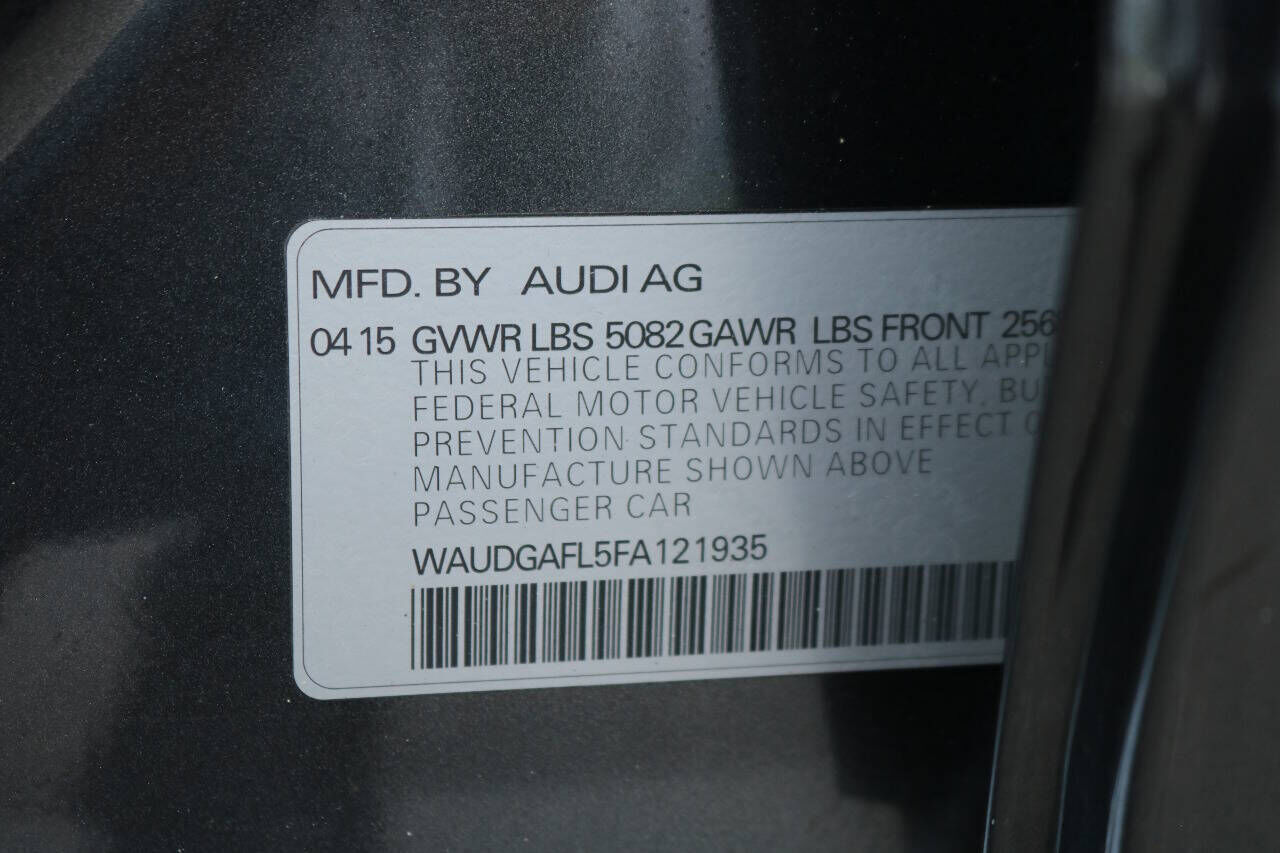 MFD. BY AUDI AG
04 15 GVWR LBS 5082 GAWR LBS FRONT 256
THIS VEHICLE CONFORMS TO ALL
FEDERAL MOTOR VEHICLE SAFETY,
PREVENTION STANDARDS IN EFFECT
MANUFACTURE SHOWN ABOVE
PASSENGER CAR
WAUDGAFL5FA121935